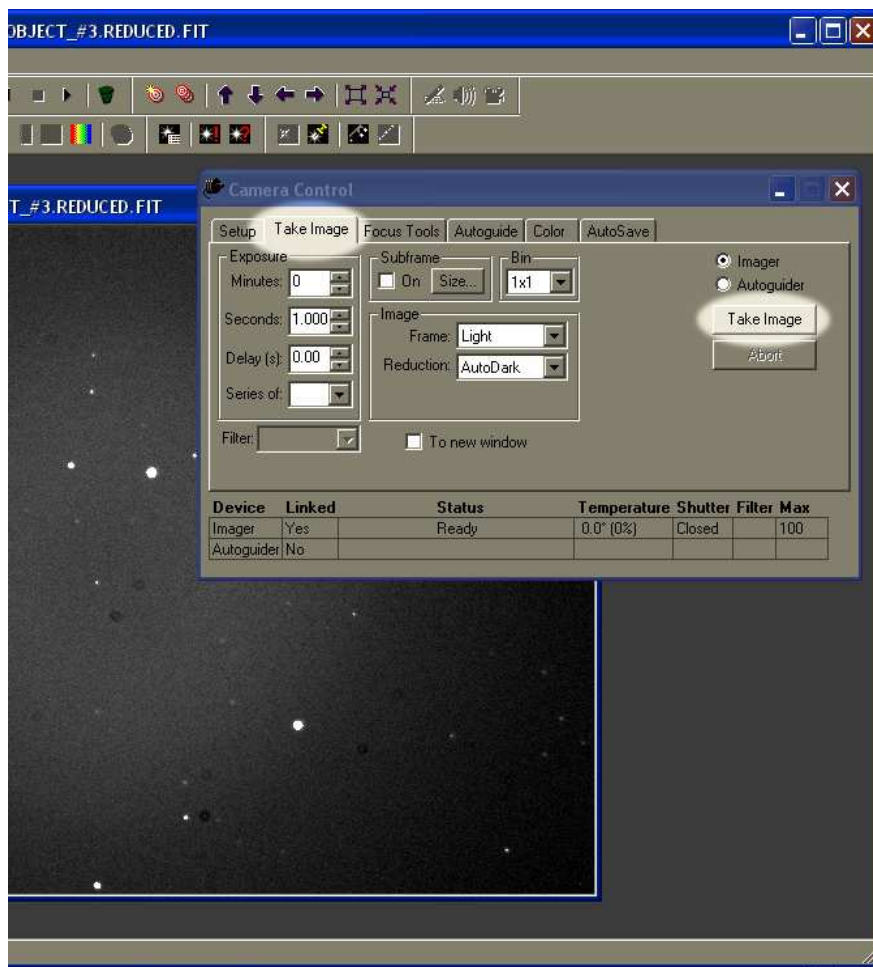 OBJECT_#3.REDUCED.FIT
T_#3.REDUCED.FIT
Camera Control
Setup Take Image Focus Tools Autoguide Color AutoSave
Exposure Subframe Bin Imager
Minutes: 0 On Size... 1x1 Autoguider
Seconds: 1.000 Image Take Image
Frame: Light
Delay (s): 0.00 Reduction: AutoDark Abort
Series of:
Filter: To new window
Device Linked Status Temperature Shutter Filter Max
Imager Yes Ready 0.0° (0%) Closed 100
Autoguider No